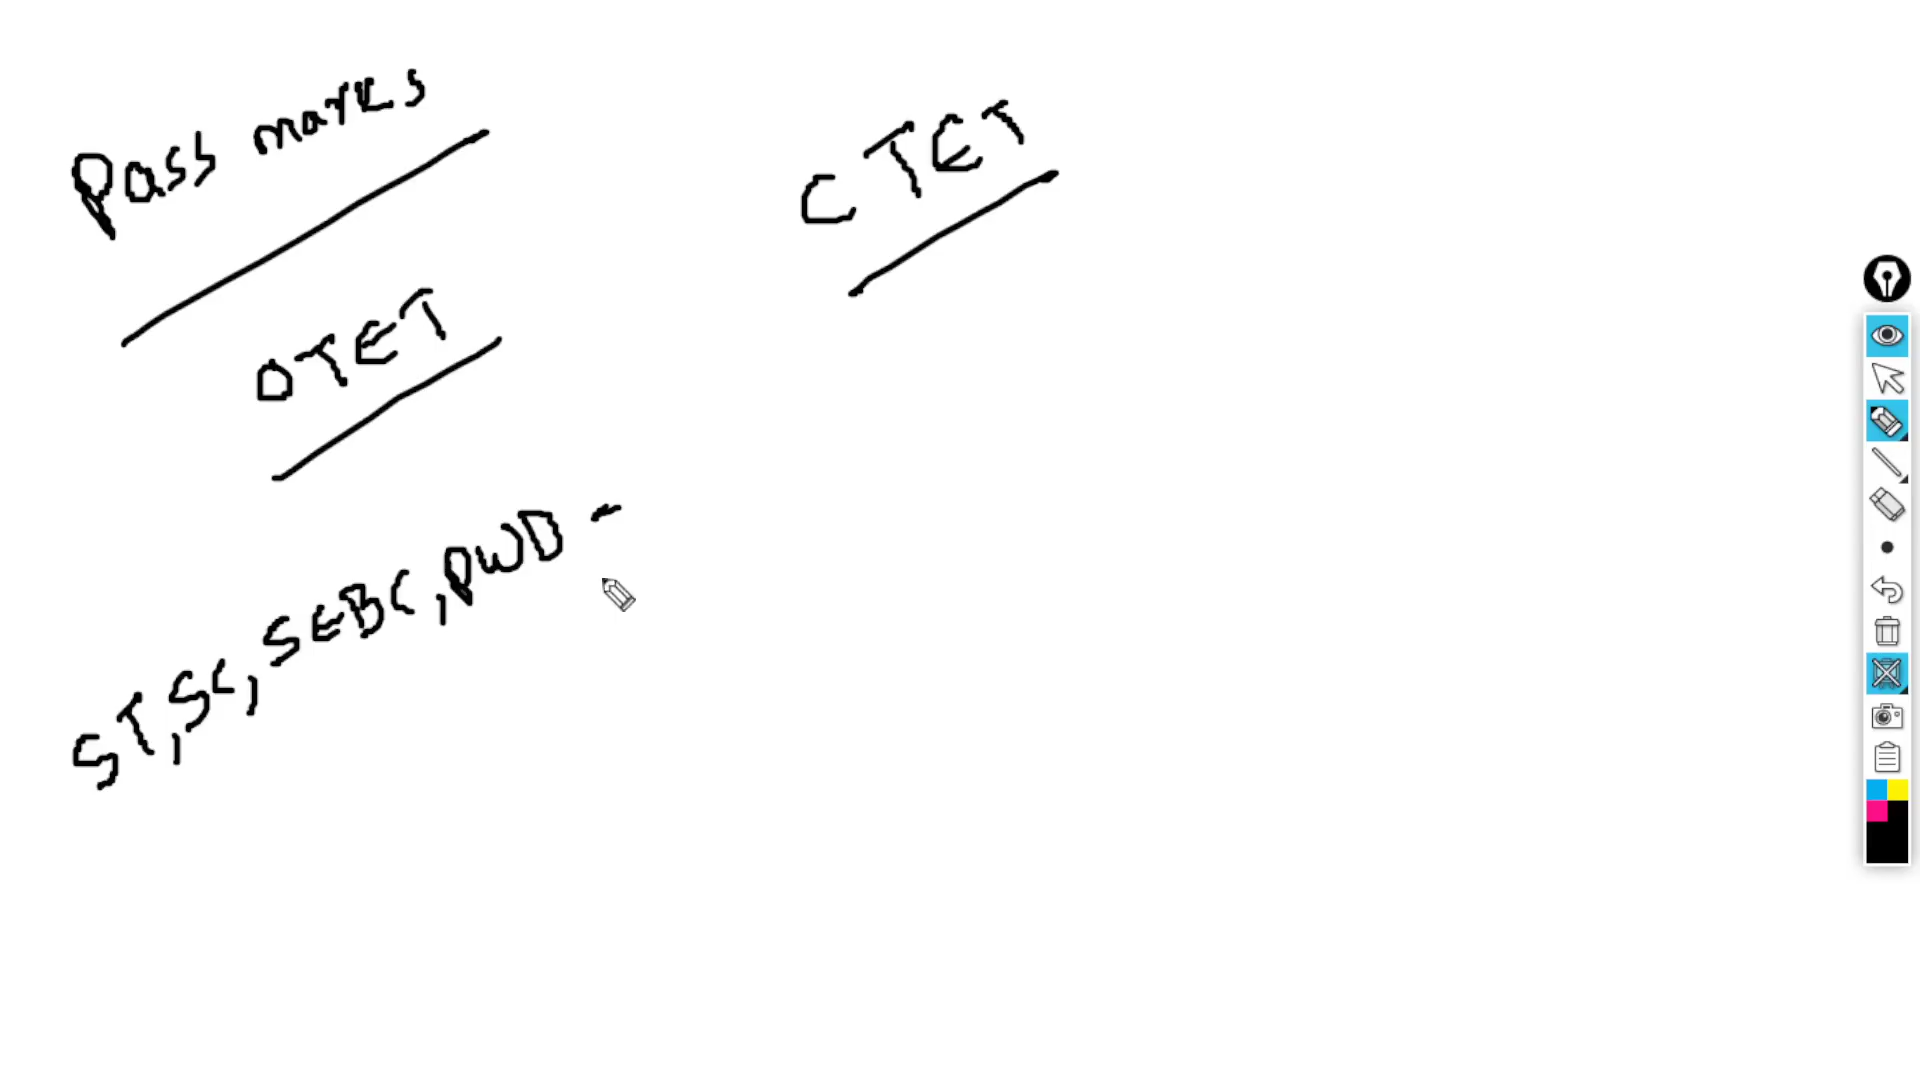 Pass marks
CTET
OTET
ST, SC, SEBC, PWD -